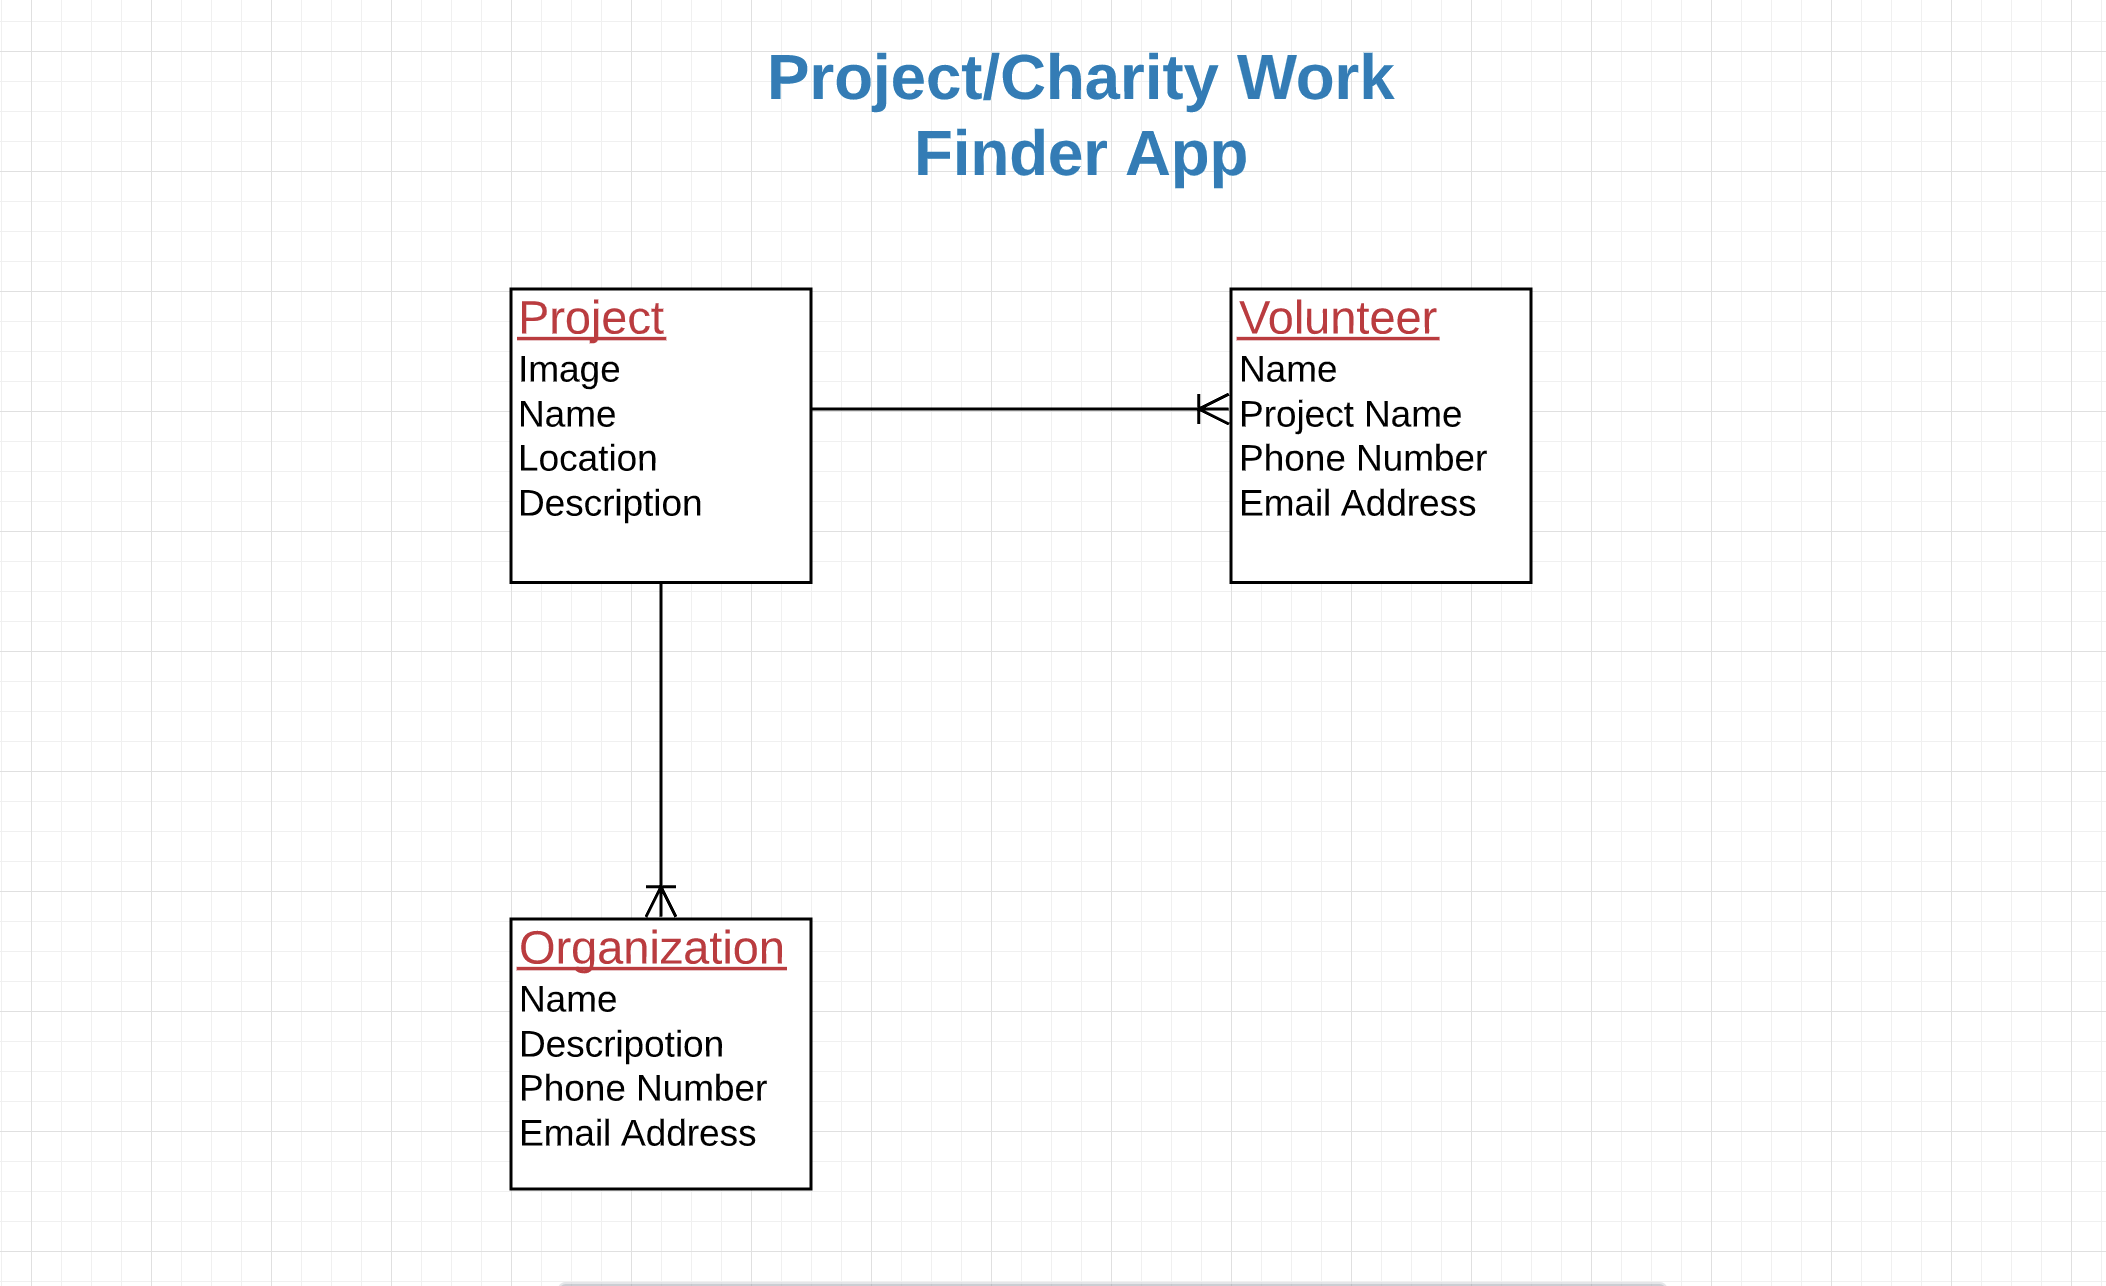 Project/Charity Work
Finder App
Project
Image
Name
Location
Description
Volunteer
Name
Project Name
Phone Number
Email Address
Organization
Name
Descripotion
Phone Number
Email Address